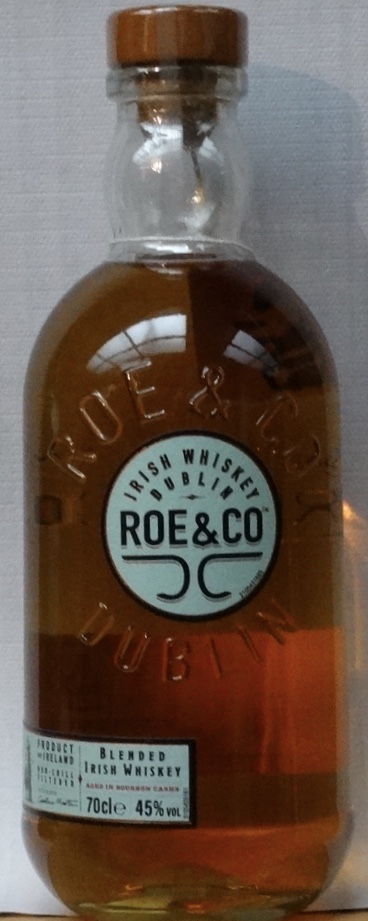 ROE & CO
IRISH WHISKEY
DUBLIN
ROE&CO
DUBLIN
PRODUCT
OF IRELAND
NON-CHILL
FILTERED
BLENDED
IRISH WHISKEY
AGED IN BOURBON CASKS
70cl e 45% VOL